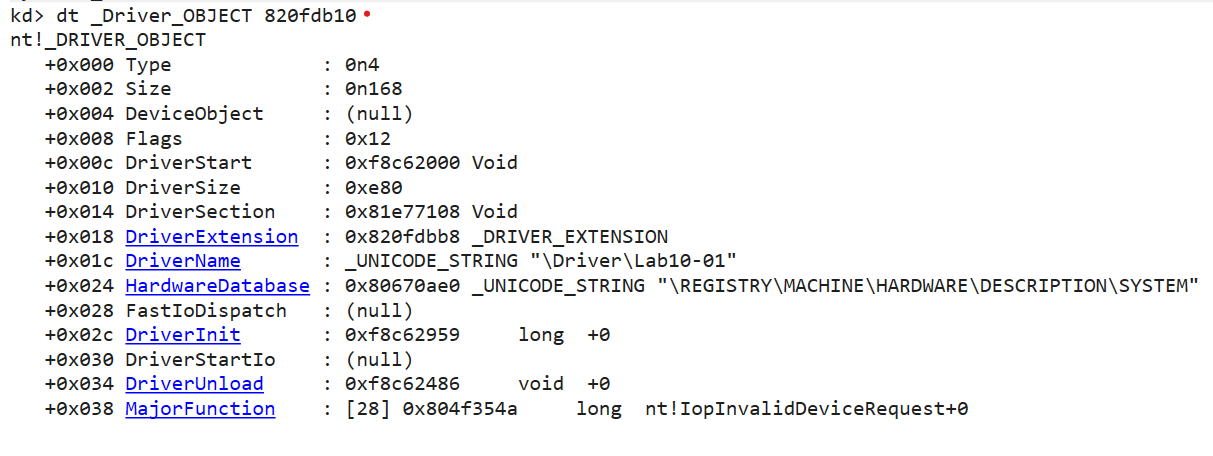 kd> dt _Driver_OBJECT 820fdb10
nt!_DRIVER_OBJECT
   +0x000 Type             : 0n4
   +0x002 Size             : 0n168
   +0x004 DeviceObject     : (null)
   +0x008 Flags            : 0x12
   +0x00c DriverStart      : 0xf8c62000 Void
   +0x010 DriverSize       : 0xe80
   +0x014 DriverSection    : 0x81e77108 Void
   +0x018 DriverExtension  : 0x820fdbb8 _DRIVER_EXTENSION
   +0x01c DriverName       : _UNICODE_STRING "\Driver\Lab10-01"
   +0x024 HardwareDatabase : 0x80670ae0 _UNICODE_STRING "\REGISTRY\MACHINE\HARDWARE\DESCRIPTION\SYSTEM"
   +0x028 FastIoDispatch   : (null)
   +0x02c DriverInit       : 0xf8c62959     long  +0
   +0x030 DriverStartIo    : (null)
   +0x034 DriverUnload     : 0xf8c62486     void  +0
   +0x038 MajorFunction    : [28] 0x804f354a     long  nt!IopInvalidDeviceRequest+0